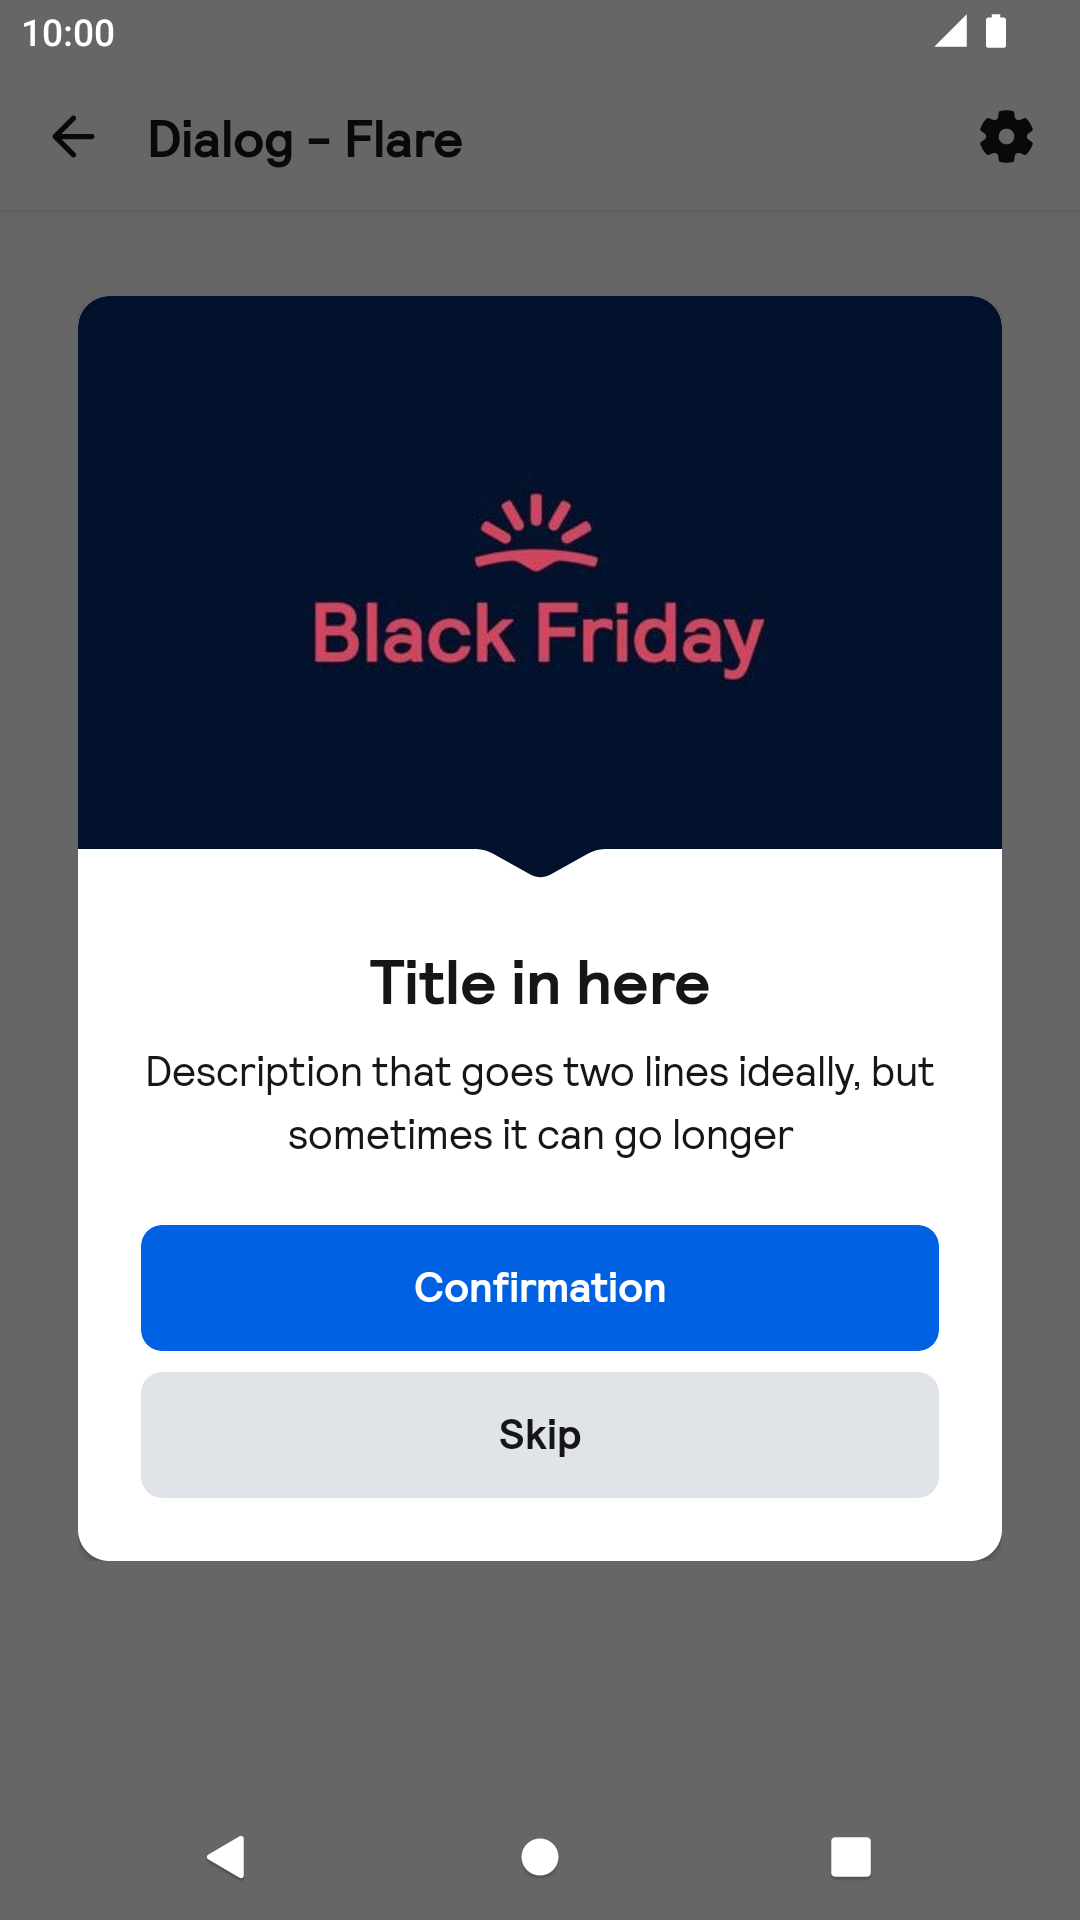 10:00
Dialog - Flare
Black Friday
Title in here
Description that goes two lines ideally, but
sometimes it can go longer
Confirmation
Skip